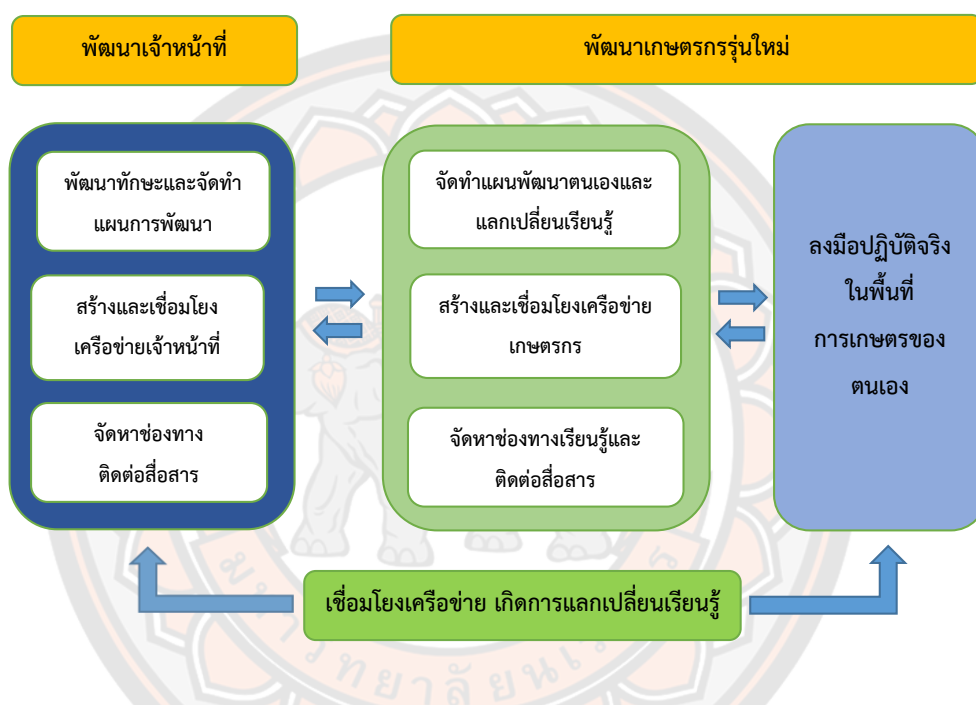 พัฒนาเจ้าหน้าที่
พัฒนาเกษตรกรรุ่นใหม่
พัฒนาทักษะและจัดทำ
แผนการพัฒนา
สร้างและเชื่อมโยง
เครือข่ายเจ้าหน้าที่
จัดหาช่องทาง
ติดต่อสื่อสาร
จัดทำแผนพัฒนาตนเองและ
แลกเปลี่ยนเรียนรู้
สร้างและเชื่อมโยงเครือข่าย
เกษตรกร
จัดหาช่องทางเรียนรู้และ
ติดต่อสื่อสาร
ลงมือปฏิบัติจริง
ในพื้นที่
การเกษตรของ
ตนเอง
เชื่อมโยงเครือข่าย เกิดการแลกเปลี่ยนเรียนรู้